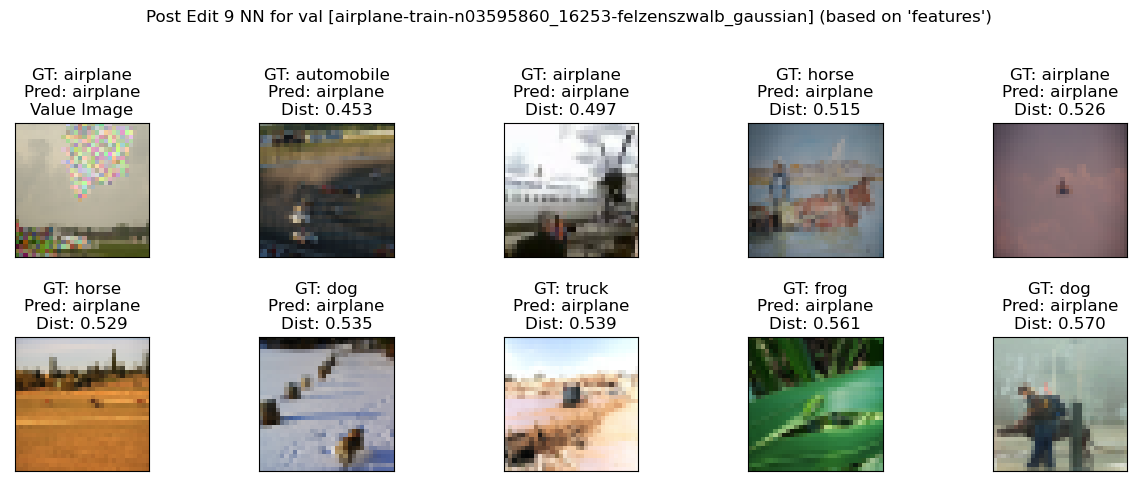 Post Edit 9 NN for val [airplane-train-n03595860_16253-felzenszwalb_gaussian] (based on 'features')
GT: airplane
Pred: airplane
Value Image
GT: automobile
Pred: airplane
Dist: 0.453
GT: airplane
Pred: airplane
Dist: 0.497
GT: horse
Pred: airplane
Dist: 0.515
GT: airplane
Pred: airplane
Dist: 0.526
GT: horse
Pred: airplane
Dist: 0.529
GT: dog
Pred: airplane
Dist: 0.535
GT: truck
Pred: airplane
Dist: 0.539
GT: frog
Pred: airplane
Dist: 0.561
GT: dog
Pred: airplane
Dist: 0.570